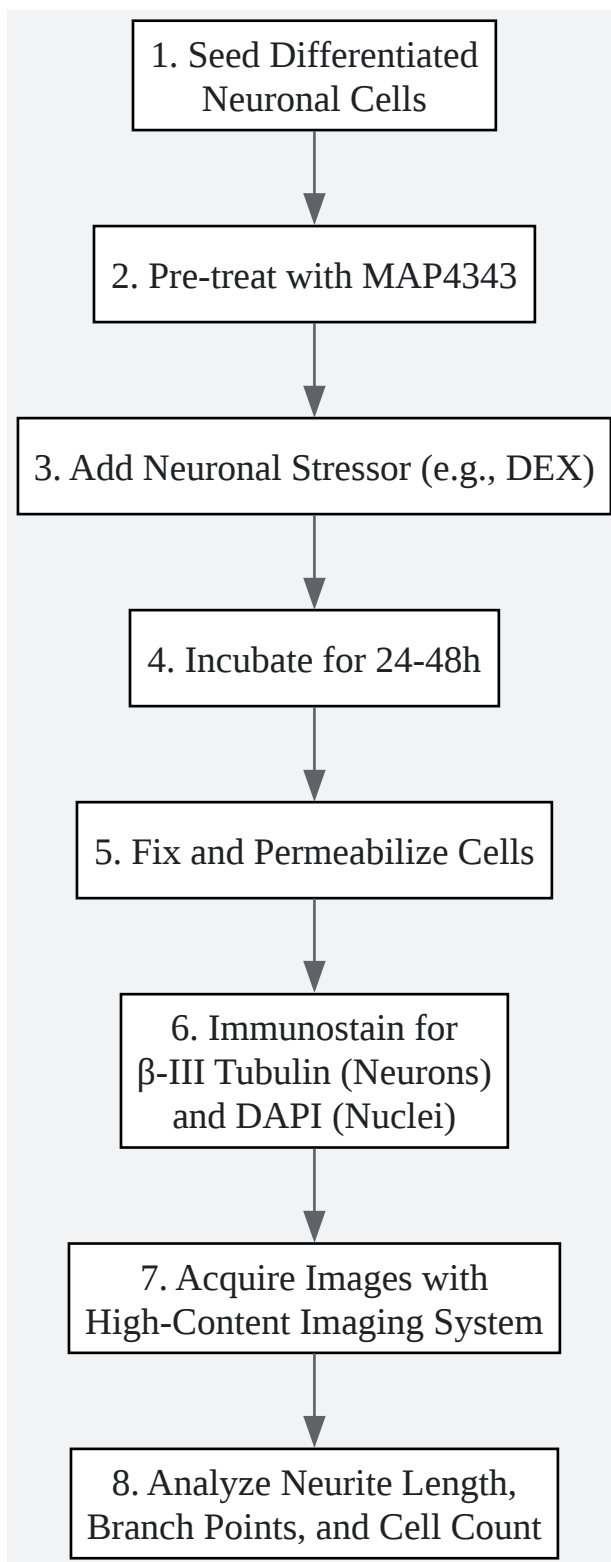 1. Seed Differentiated
Neuronal Cells
2. Pre-treat with MAP4343
3. Add Neuronal Stressor (e.g., DEX)
4. Incubate for 24-48h
5. Fix and Permeabilize Cells
6. Immunostain for
β-III Tubulin (Neurons)
and DAPI (Nuclei)
7. Acquire Images with
High-Content Imaging System
8. Analyze Neurite Length,
Branch Points, and Cell Count